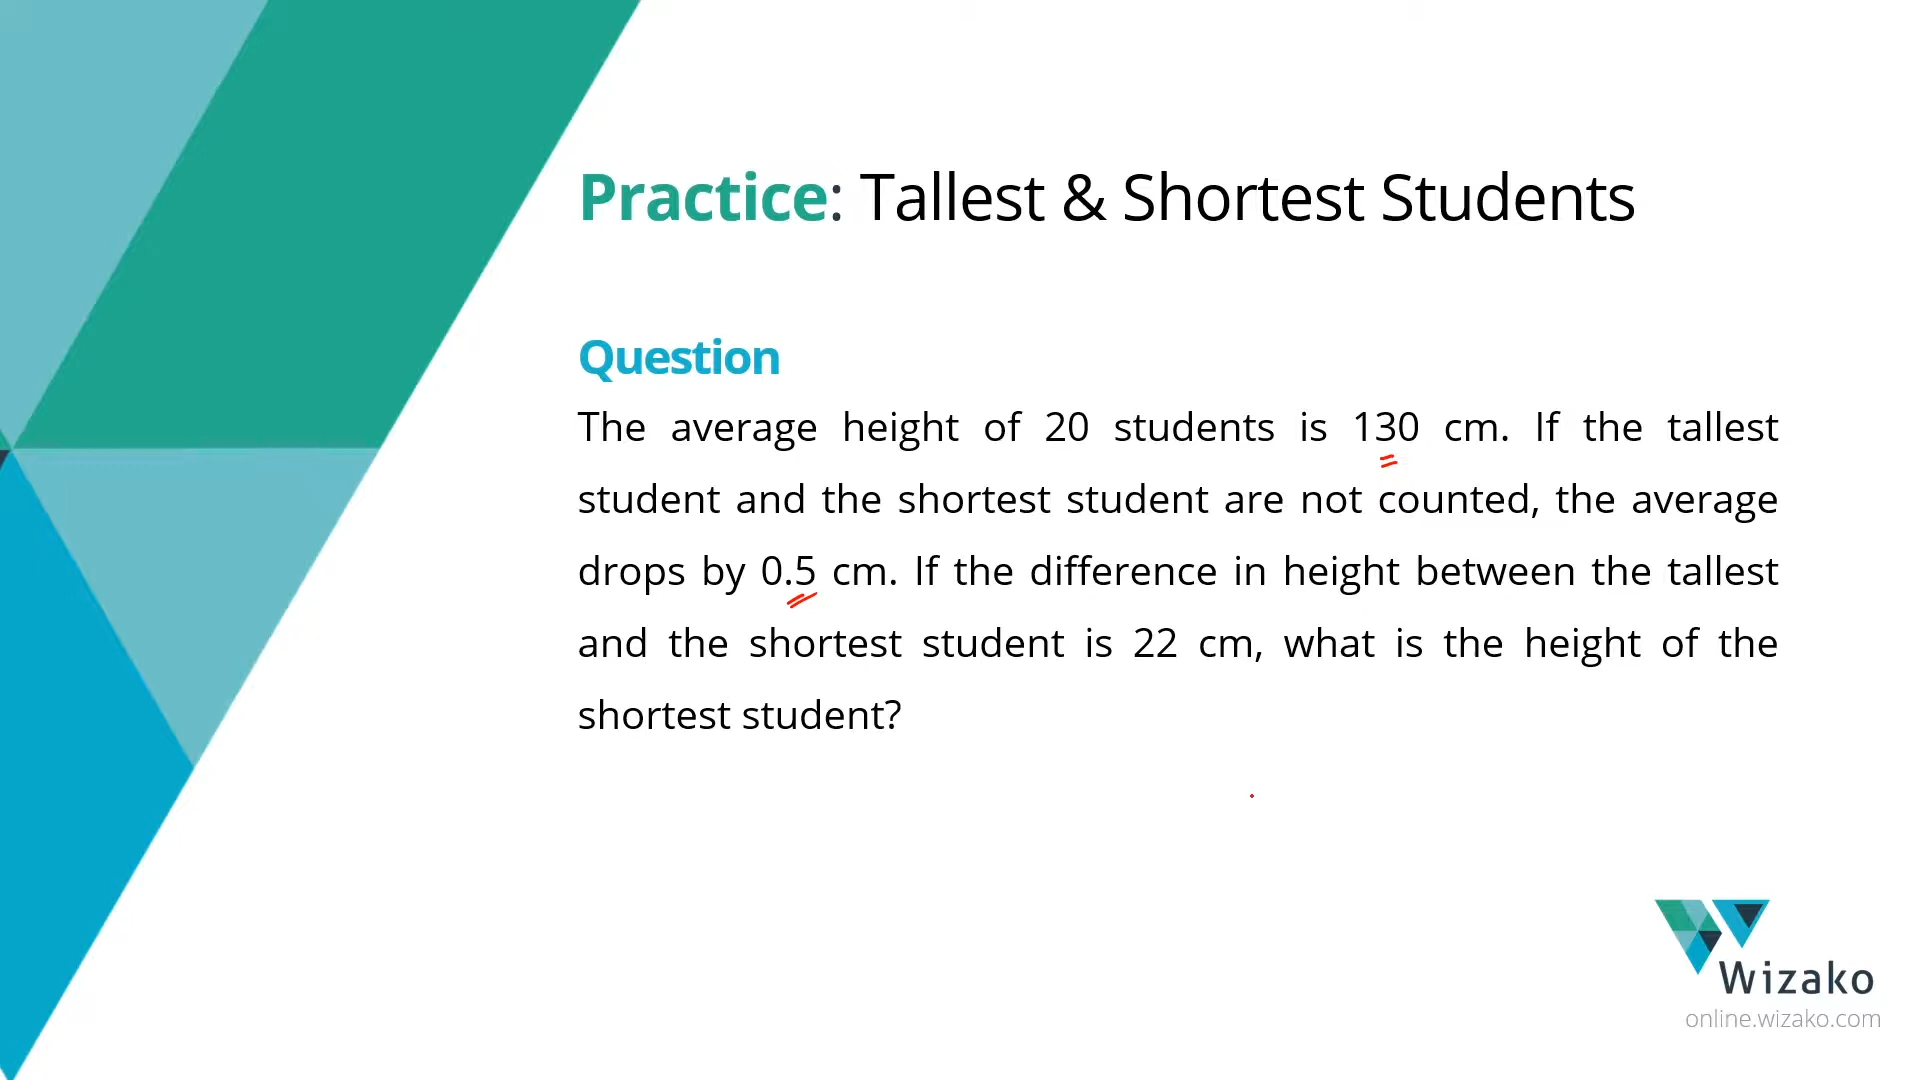 Practice: Tallest & Shortest Students
Question
The average height of 20 students is 130 cm. If the tallest
student and the shortest student are not counted, the average
drops by 0.5 cm. If the difference in height between the tallest
and the shortest student is 22 cm, what is the height of the
shortest student?
Wizako
online.wizako.com